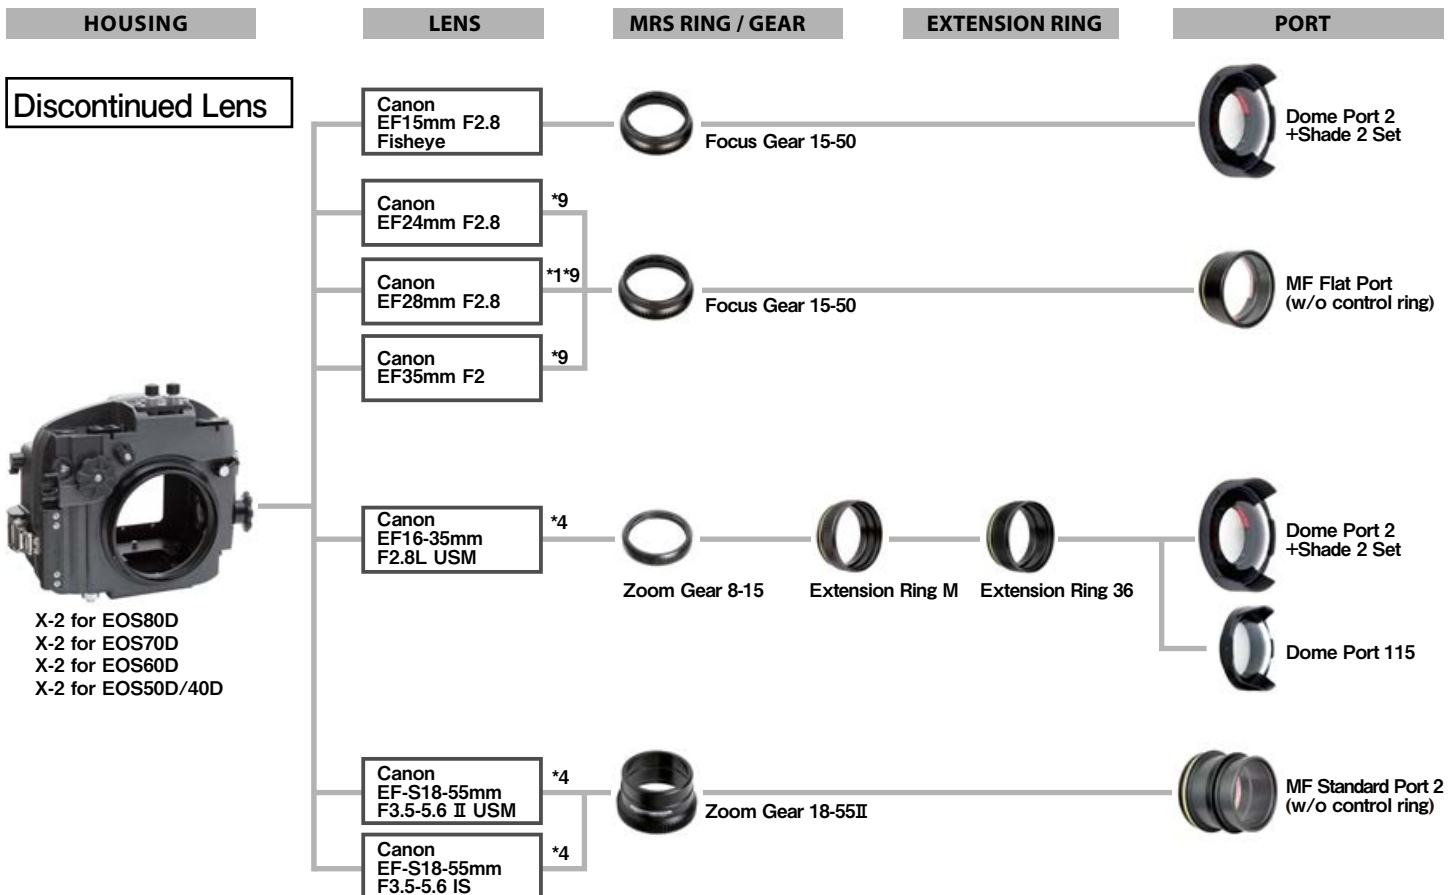 HOUSING
LENS
MRS RING / GEAR
EXTENSION RING
PORT
Discontinued Lens
Canon
EF15mm F2.8
Fisheye
Focus Gear 15-50
Dome Port 2
+Shade 2 Set
Canon
EF24mm F2.8
*9
Canon
EF28mm F2.8
*1*9
Focus Gear 15-50
MF Flat Port
(w/o control ring)
Canon
EF35mm F2
*9
X-2 for EOS80D
X-2 for EOS70D
X-2 for EOS60D
X-2 for EOS50D/40D
Canon
EF16-35mm
F2.8L USM
*4
Zoom Gear 8-15
Extension Ring M
Extension Ring 36
Dome Port 2
+Shade 2 Set
Dome Port 115
Canon
EF-S18-55mm
F3.5-5.6 Ⅱ USM
*4
Zoom Gear 18-55Ⅱ
MF Standard Port 2
(w/o control ring)
Canon
EF-S18-55mm
F3.5-5.6 IS
*4